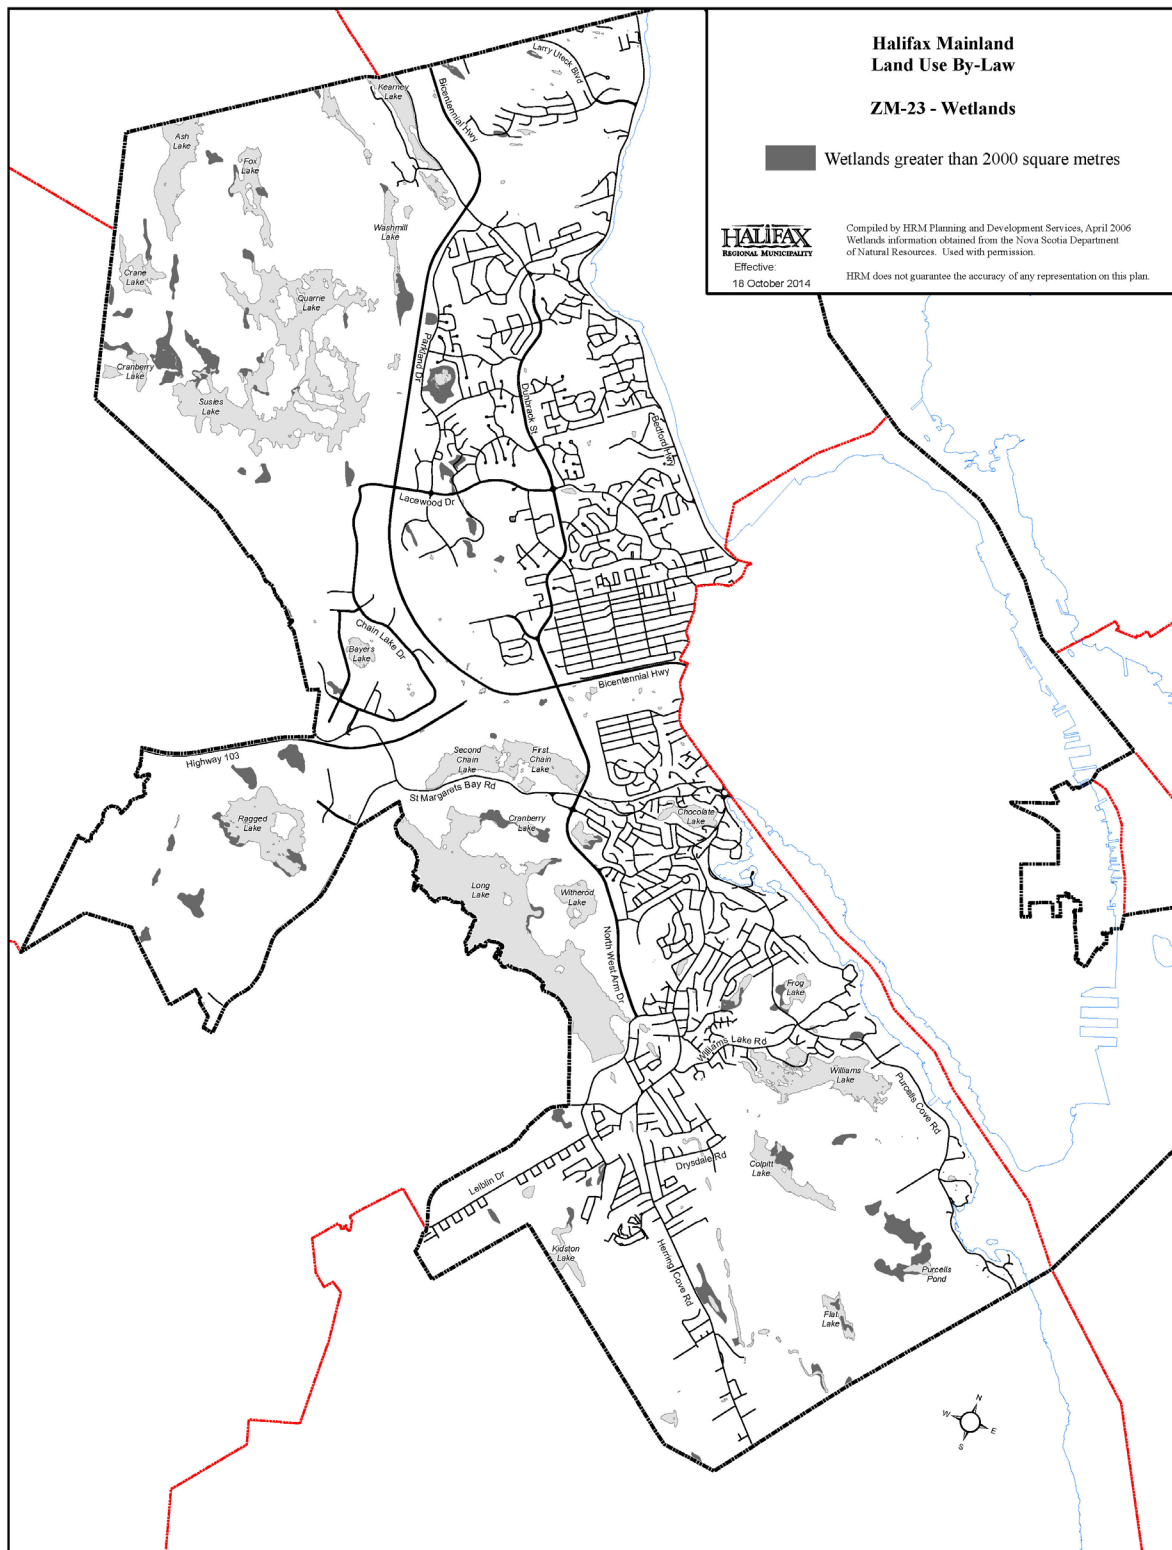 Halifax Mainland
Land Use By-Law
ZM-23 - Wetlands
Wetlands greater than 2000 square metres
HALIFAX
REGIONAL MUNICIPALITY
Effective:
18 October 2014
Compiled by HRM Planning and Development Services, April 2006
Wetlands information obtained from the Nova Scotia Department
of Natural Resources. Used with permission.
HRM does not guarantee the accuracy of any representation on this plan.
Larry Uteck Blvd
Kearney
Lake
Bicentennial Hwy
Ash
Lake
Fox
Lake
Washmill
Lake
Crane
Lake
Quarrie
Lake
Cranberry
Lake
Susies
Lake
Parkland Dr
Dunbrack St
Bedford Hwy
Lacewood Dr
Chain Lake Dr
Bayers
Lake
Bicentennial Hwy
Highway 103
Second
Chain
Lake
First
Chain
Lake
St Margarets Bay Rd
Ragged
Lake
Cranberry
Lake
Chocolate
Lake
Long
Lake
Witherod
Lake
North West Arm Dr
Frog
Lake
Williams Lake Rd
Williams
Lake
Purcells Cove Rd
Drysdale Rd
Colpitt
Lake
Leiblin Dr
Kidston
Lake
Herring Cove Rd
Purcells
Pond
Flat
Lake
N
W
E
S